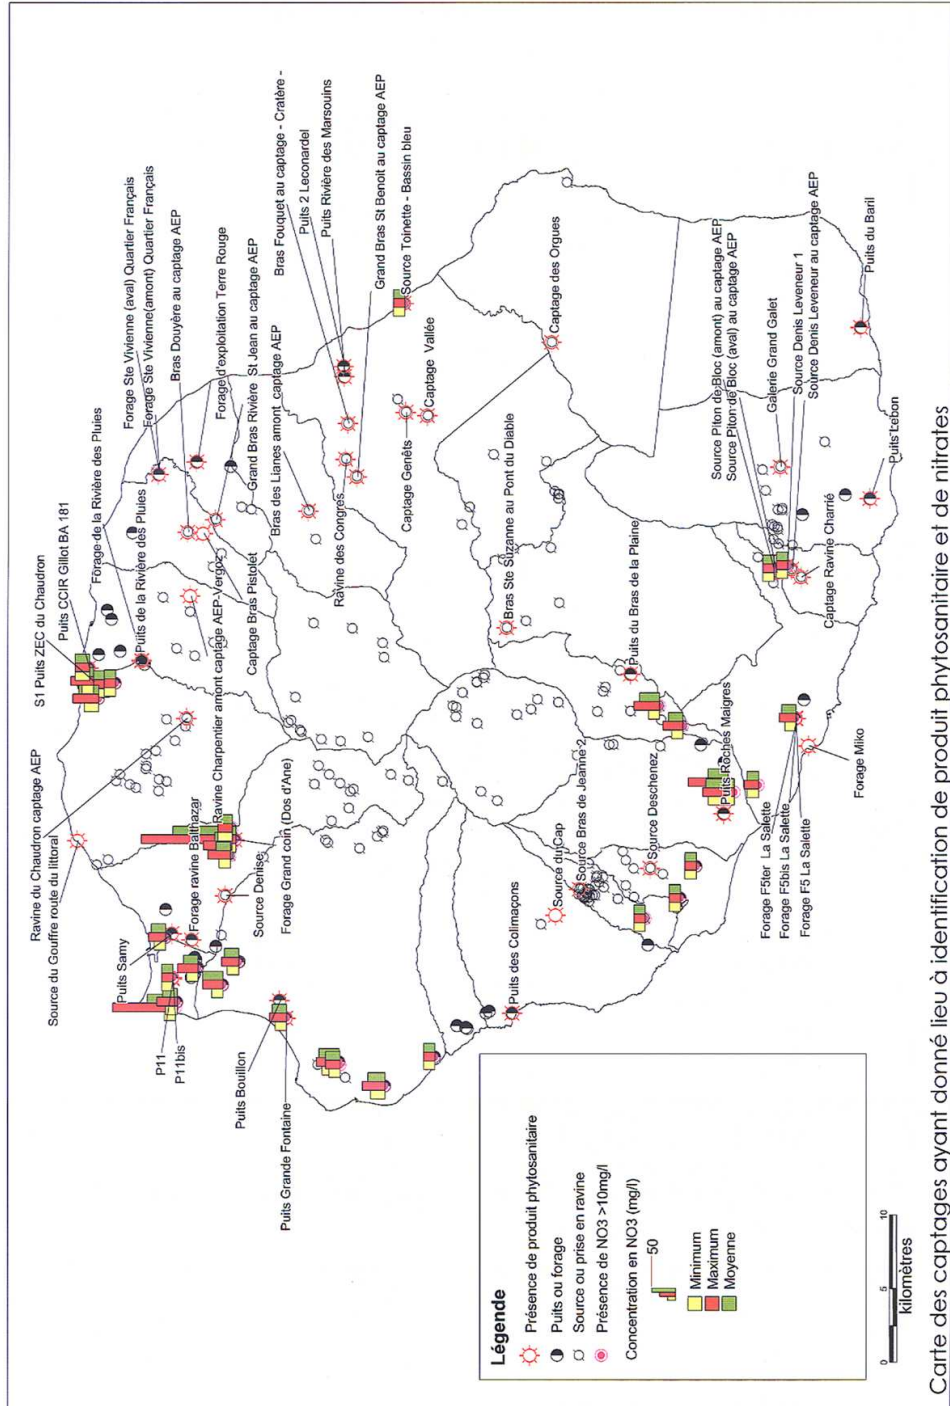 S1 Puits ZEC du Chaudron
Puits CCIR Gillot BA 181
Forage de la Rivière des Pluies
Puits de la Rivière des Pluies
Forage Ste Vivienne (aval) Quartier Français
Forage Ste Vivienne(amont) Quartier Français
Bras Douyère au captage AEP
Forage d'exploitation Terre Rouge
Grand Bras Rivière St Jean au captage AEP
Bras des Lianes amont captage AEP
Bras Fouquet au captage - Cratère -
Puits 2 Leconardel
Puits Rivière des Marsouins
Grand Bras St Benoit au captage AEP
Source Toinette - Bassin bleu
Ravine du Chaudron captage AEP
Source du Gouffre route du littoral
Puits Samy
Forage ravine Balthazar
Ravine Charpentier amont captage AEP-Vergoz
Captage Bras Pistolet
Ravine des Congres
Captage Genêts
Captage Vallée
P11
P11bis
Source Denise
Forage Grand coin (Dos d'Ane)
Puits Bouillon
Puits Grande Fontaine
Bras Ste Suzanne au Pont du Diable
Captage des Orgues
Puits des Colimaçons
Source du Cap
Source Bras de Jeanne-2
Source Deschenez
Puits du Bras de la Plaine
Puits Roches Maigres
Source Piton de Bloc (amont) au captage AEP
Source Piton de Bloc (aval) au captage AEP
Galerie Grand Galet
Source Denis Leveneur 1
Source Denis Leveneur au captage AEP
Captage Ravine Charrié
Puits du Baril
Puits Lebon
Forage F5ter La Salette
Forage F5bis La Salette
Forage F5 La Salette
Forage Miko
Légende
Présence de produit phytosanitaire
Puits ou forage
Source ou prise en ravine
Présence de NO3 >10mg/l
Concentration en NO3 (mg/l)
50
Minimum
Maximum
Moyenne
0 5 10
kilomètres
Carte des captages ayant donné lieu à identification de produit phytosanitaire et de nitrates